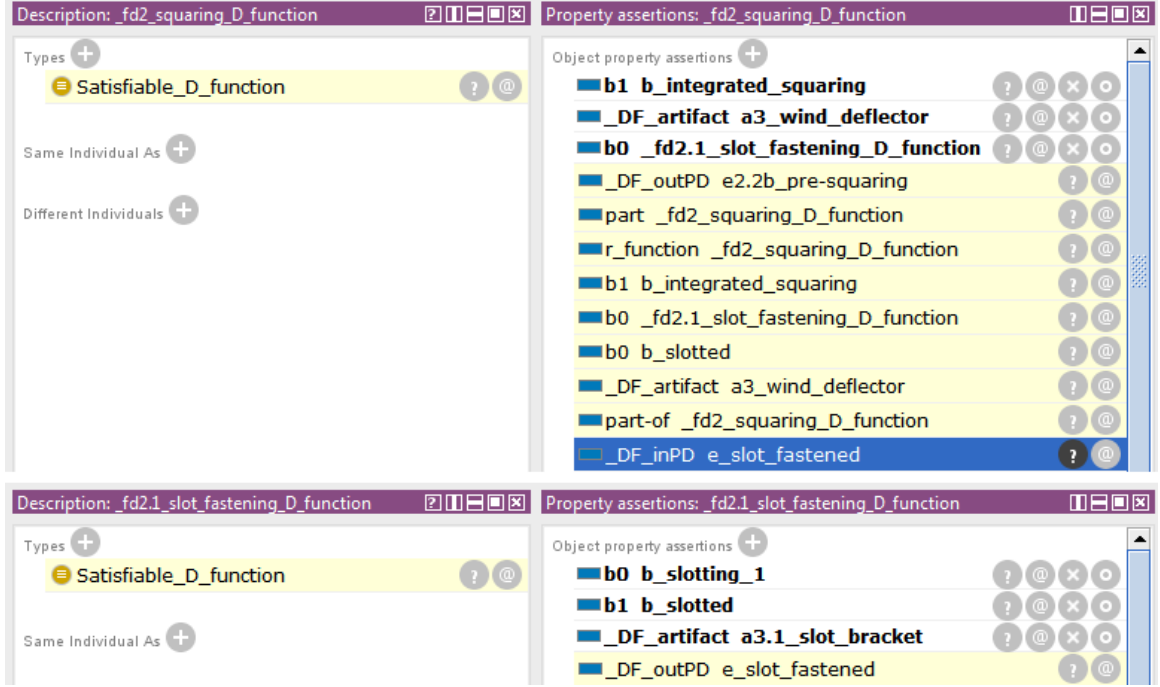 Description: _fd2_squaring_D_function
Types
Satisfiable_D_function
Same Individual As
Different Individuals
Property assertions: _fd2_squaring_D_function
Object property assertions
b1 b_integrated_squaring
_DF_artifact a3_wind_deflector
b0 _fd2.1_slot_fastening_D_function
_DF_outPD e2.2b_pre-squaring
part _fd2_squaring_D_function
r_function _fd2_squaring_D_function
b1 b_integrated_squaring
b0 _fd2.1_slot_fastening_D_function
b0 b_slotted
_DF_artifact a3_wind_deflector
part-of _fd2_squaring_D_function
_DF_inPD e_slot_fastened
Description: _fd2.1_slot_fastening_D_function
Types
Satisfiable_D_function
Same Individual As
Property assertions: _fd2.1_slot_fastening_D_function
Object property assertions
b0 b_slotting_1
b1 b_slotted
_DF_artifact a3.1_slot_bracket
_DF_outPD e_slot_fastened